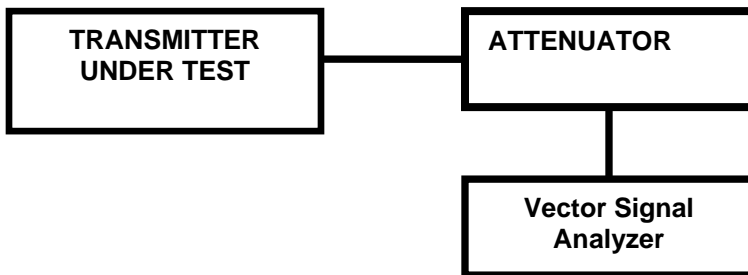 TRANSMITTER
UNDER TEST
ATTENUATOR
Vector Signal
Analyzer